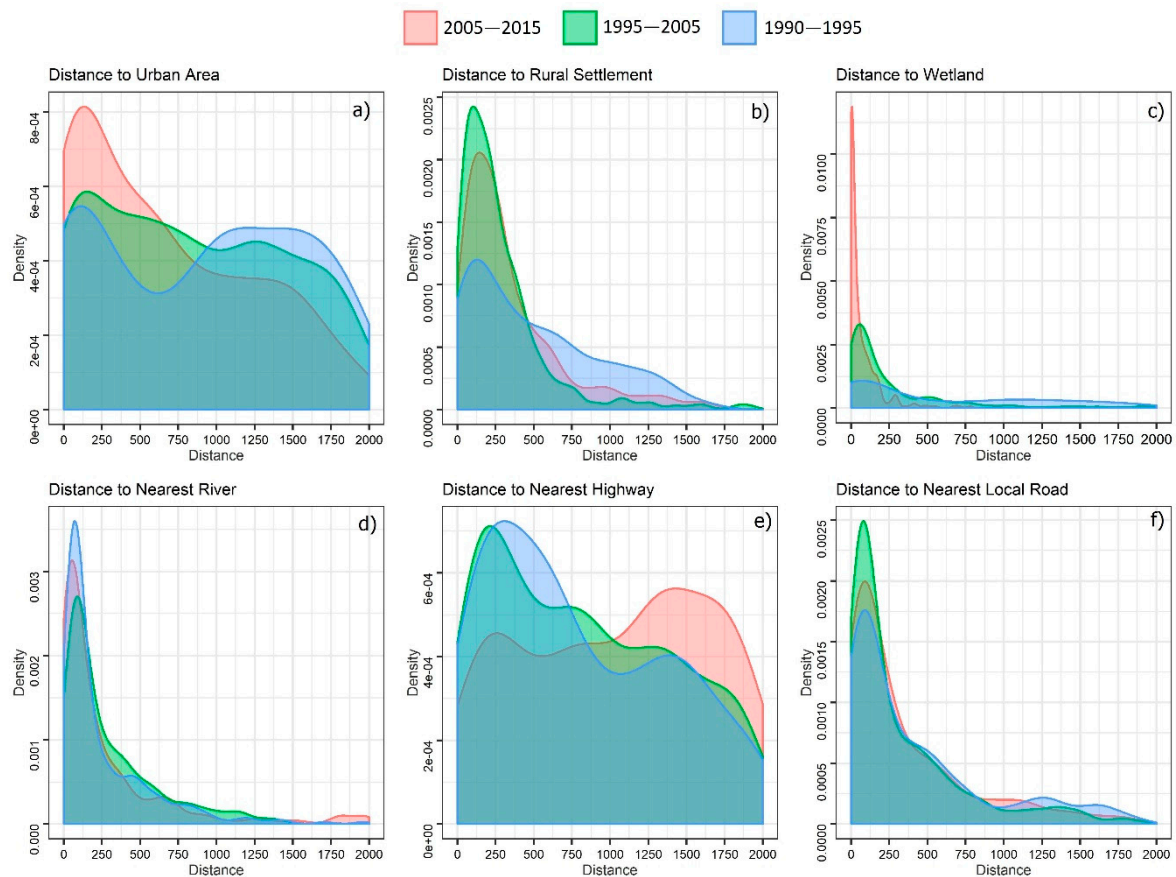 2005—2015 1995—2005 1990—1995
Distance to Urban Area
a)
Density
0e+00 2e-04 4e-04 6e-04 8e-04
0 250 500 750 1000 1250 1500 1750 2000
Distance
Distance to Rural Settlement
b)
Density
0.0000 0.0005 0.0010 0.0015 0.0020 0.0025
0 250 500 750 1000 1250 1500 1750 2000
Distance
Distance to Wetland
c)
Density
0.0000 0.0025 0.0050 0.0075 0.0100
0 250 500 750 1000 1250 1500 1750 2000
Distance
Distance to Nearest River
d)
Density
0.000 0.001 0.002 0.003
0 250 500 750 1000 1250 1500 1750 2000
Distance
Distance to Nearest Highway
e)
Density
0e+00 2e-04 4e-04 6e-04
0 250 500 750 1000 1250 1500 1750 2000
Distance
Distance to Nearest Local Road
f)
Density
0.0000 0.0005 0.0010 0.0015 0.0020 0.0025
0 250 500 750 1000 1250 1500 1750 2000
Distance